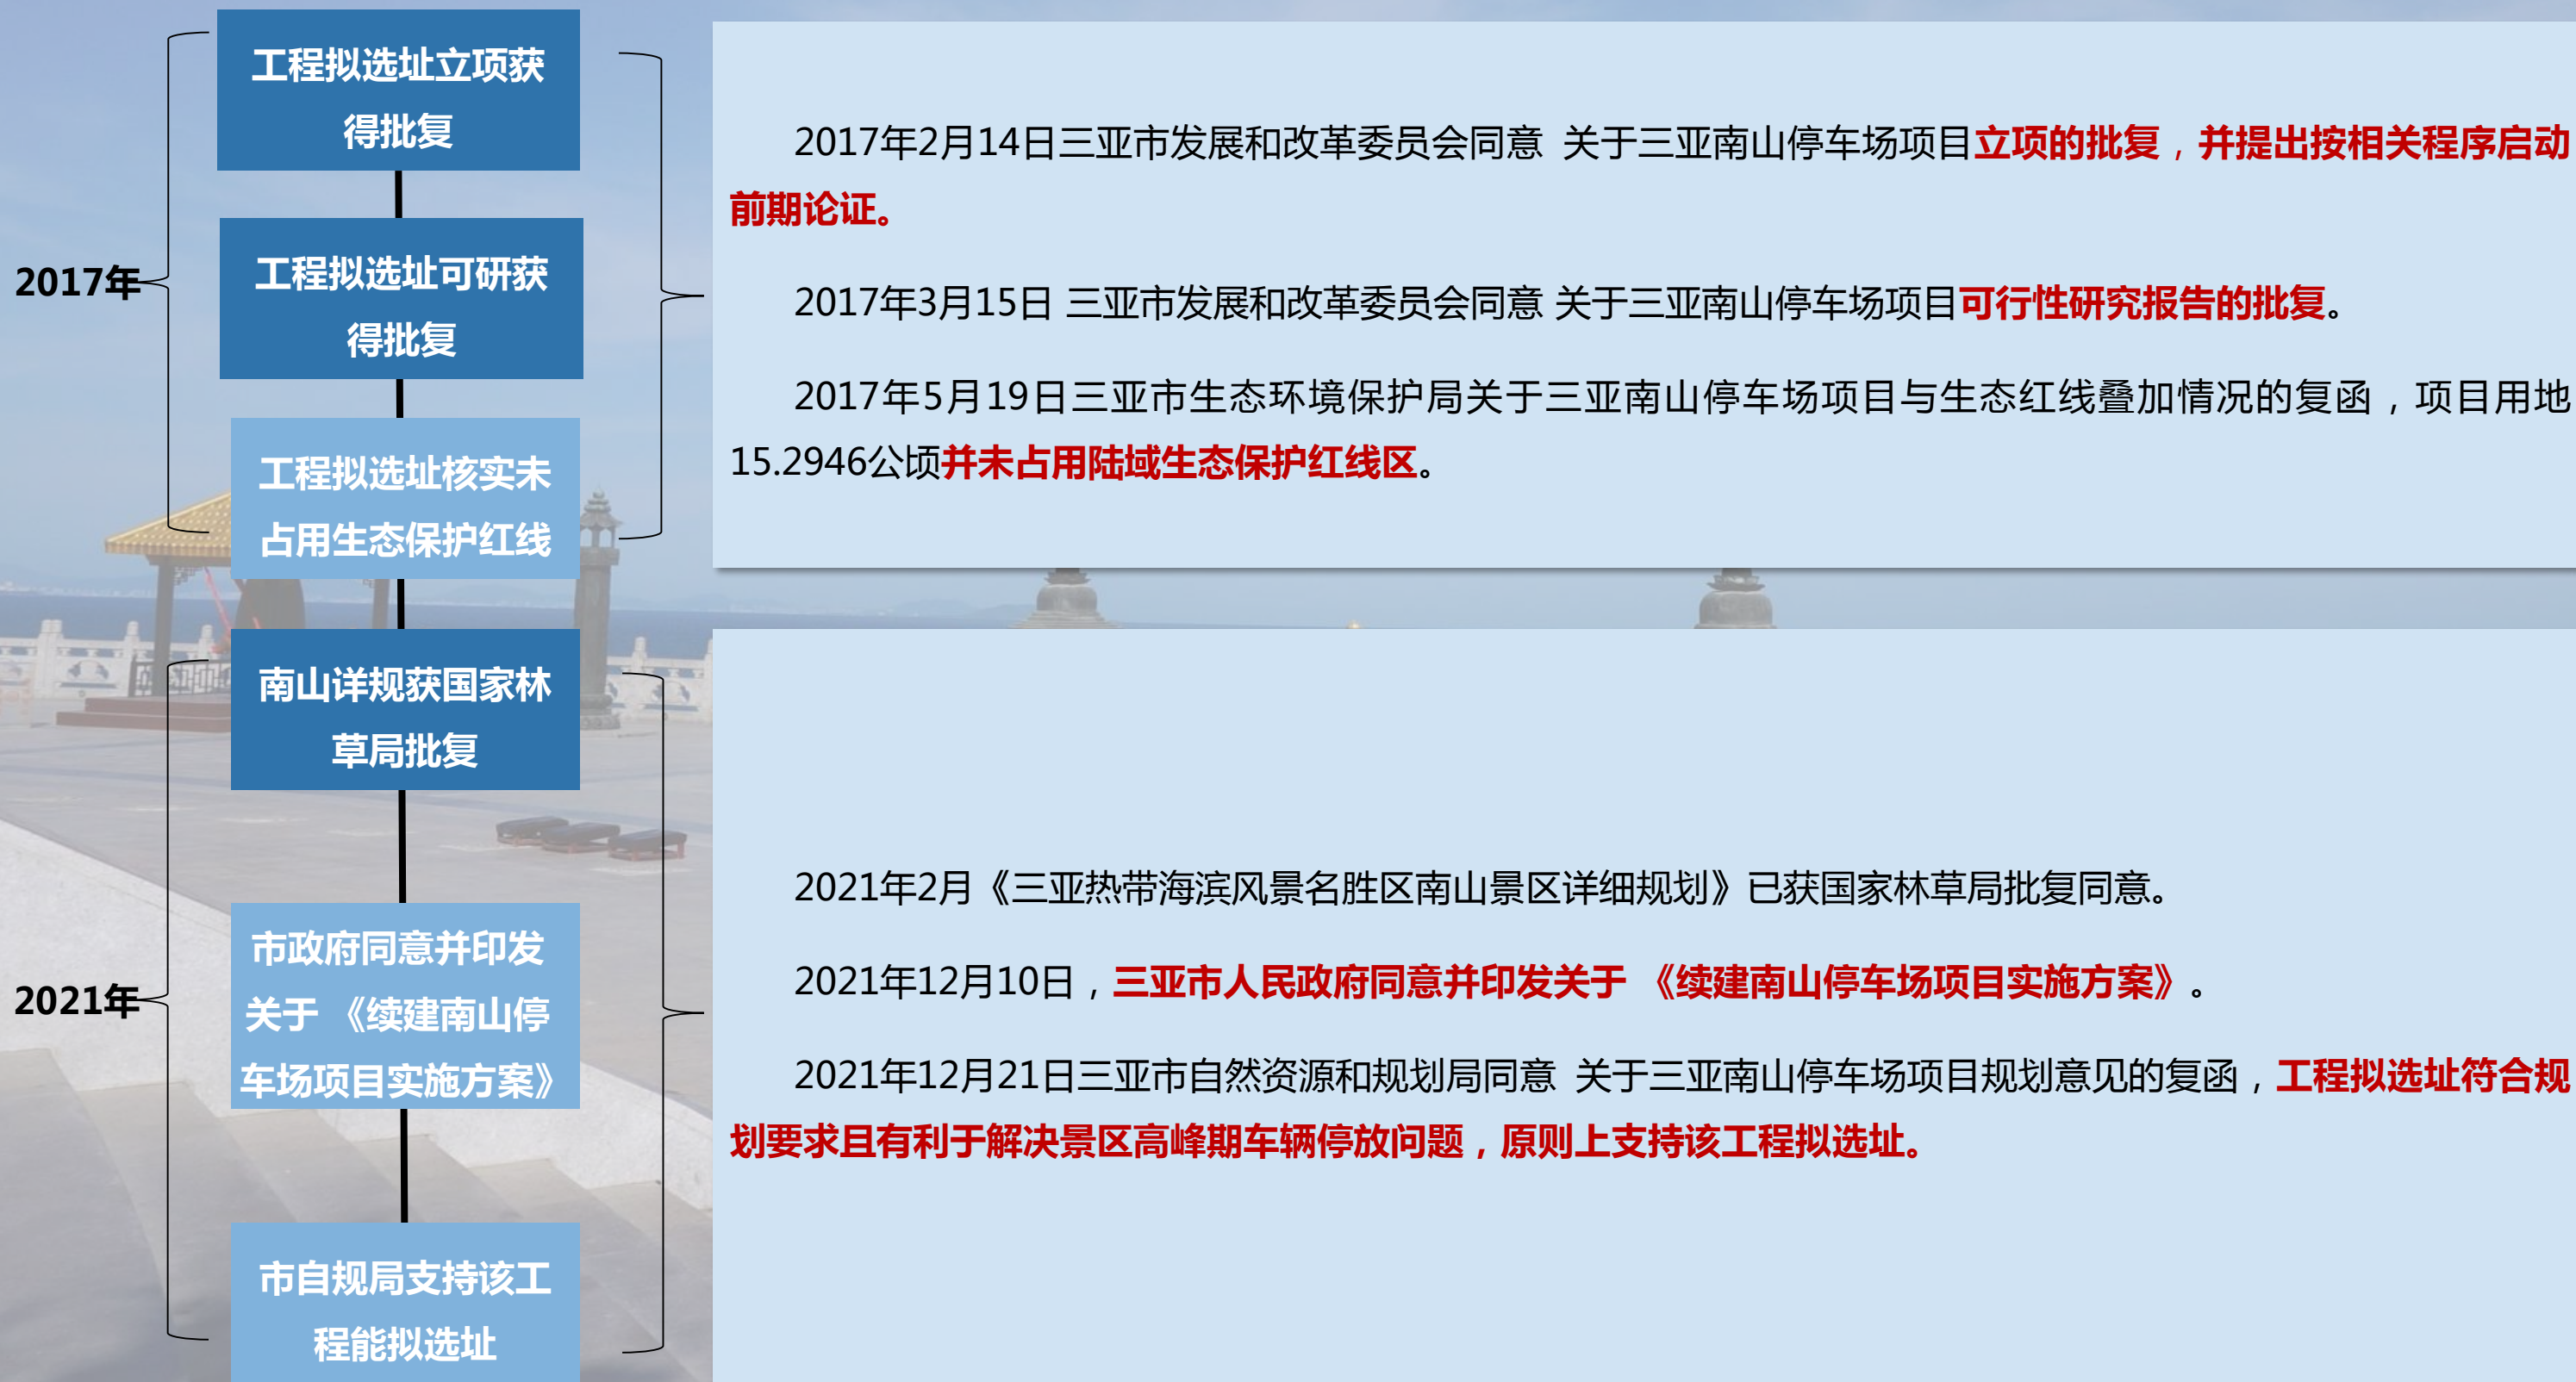 2017年
工程拟选址立项获
得批复
工程拟选址可研获
得批复
工程拟选址核实未
占用生态保护红线
2017年2月14日三亚市发展和改革委员会同意 关于三亚南山停车场项目立项的批复，并提出按相关程序启动
前期论证。
2017年3月15日 三亚市发展和改革委员会同意 关于三亚南山停车场项目可行性研究报告的批复。
2017年5月19日三亚市生态环境保护局关于三亚南山停车场项目与生态红线叠加情况的复函，项目用地
15.2946公顷并未占用陆域生态保护红线区。
2021年
南山详规获国家林
草局批复
市政府同意并印发
关于 《续建南山停
车场项目实施方案》
市自规局支持该工
程能拟选址
2021年2月《三亚热带海滨风景名胜区南山景区详细规划》已获国家林草局批复同意。
2021年12月10日，三亚市人民政府同意并印发关于 《续建南山停车场项目实施方案》。
2021年12月21日三亚市自然资源和规划局同意 关于三亚南山停车场项目规划意见的复函，工程拟选址符合规
划要求且有利于解决景区高峰期车辆停放问题，原则上支持该工程拟选址。